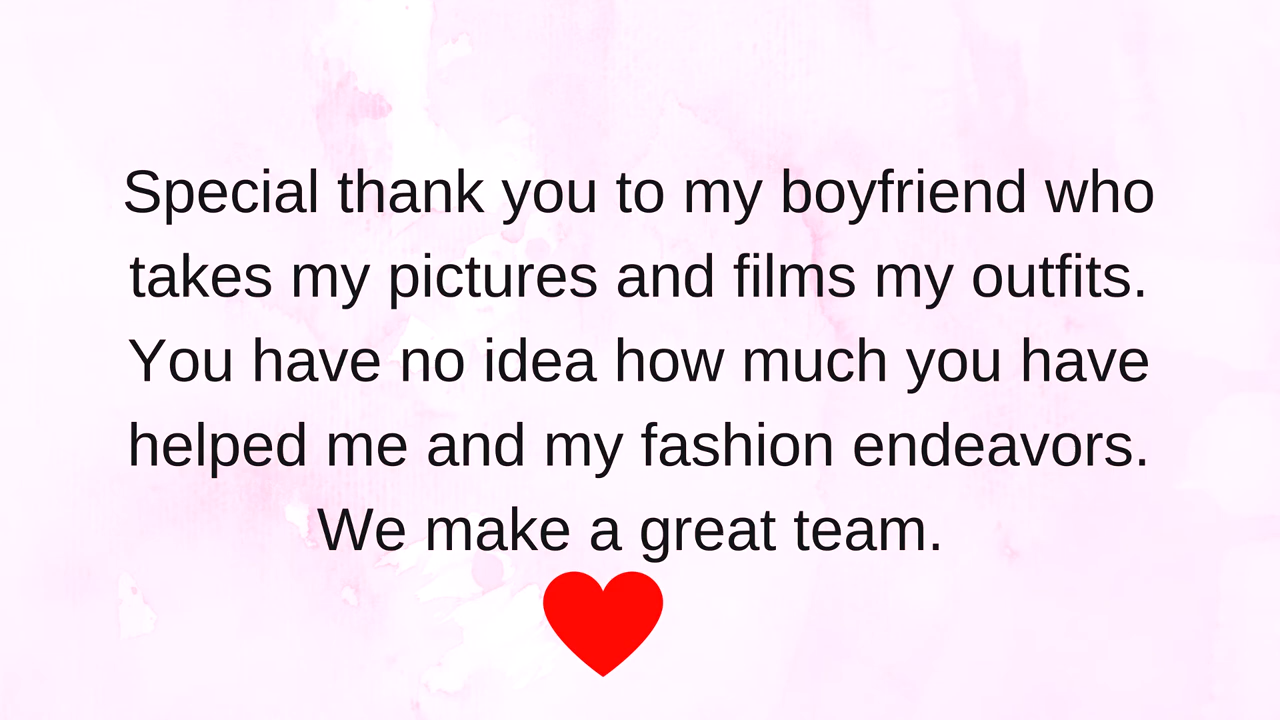 Special thank you to my boyfriend who
takes my pictures and films my outfits.
You have no idea how much you have
helped me and my fashion endeavors.
We make a great team.